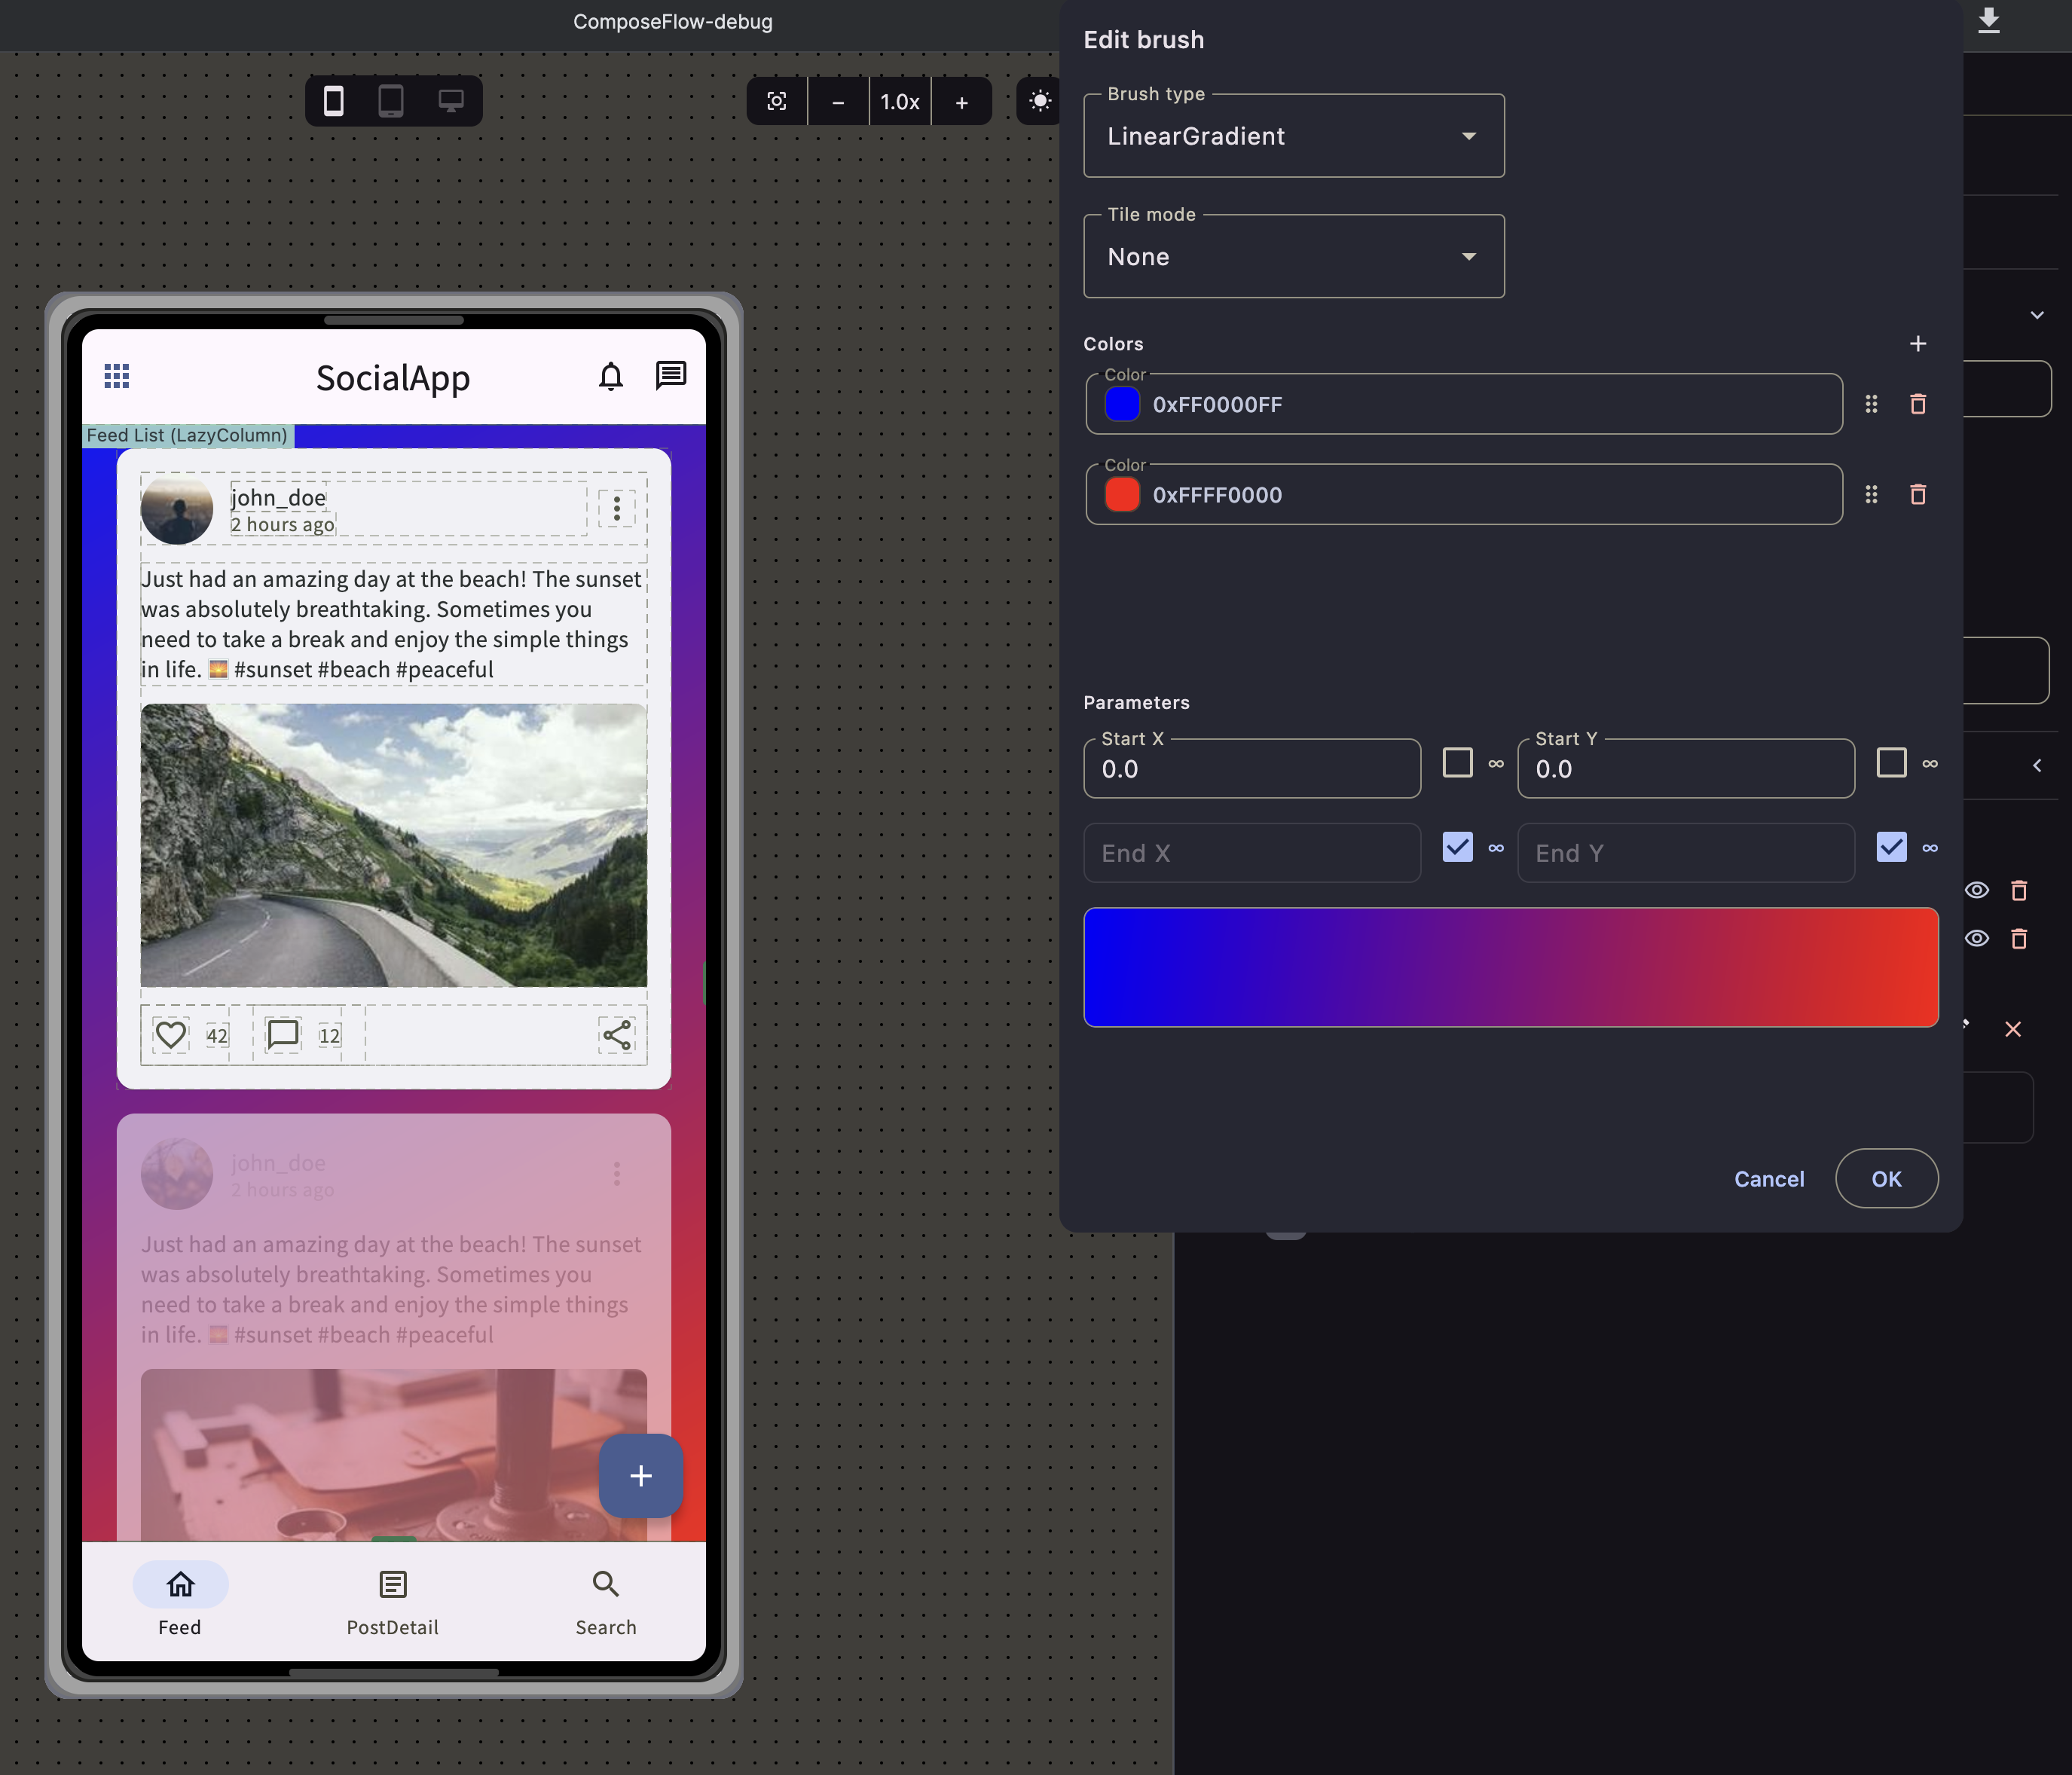 ComposeFlow-debug
1.0x
SocialApp
Feed List (LazyColumn)
john_doe
2 hours ago
Just had an amazing day at the beach! The sunset
was absolutely breathtaking. Sometimes you
need to take a break and enjoy the simple things
in life. 🌅 #sunset #beach #peaceful
42
12
john_doe
2 hours ago
Just had an amazing day at the beach! The sunset
was absolutely breathtaking. Sometimes you
need to take a break and enjoy the simple things
in life. 🌅 #sunset #beach #peaceful
Feed
PostDetail
Search
Edit brush
Brush type
LinearGradient
Tile mode
None
Colors
Color
0xFF0000FF
Color
0xFFFF0000
Parameters
Start X
0.0
∞
Start Y
0.0
∞
End X
∞
End Y
∞
Cancel
OK